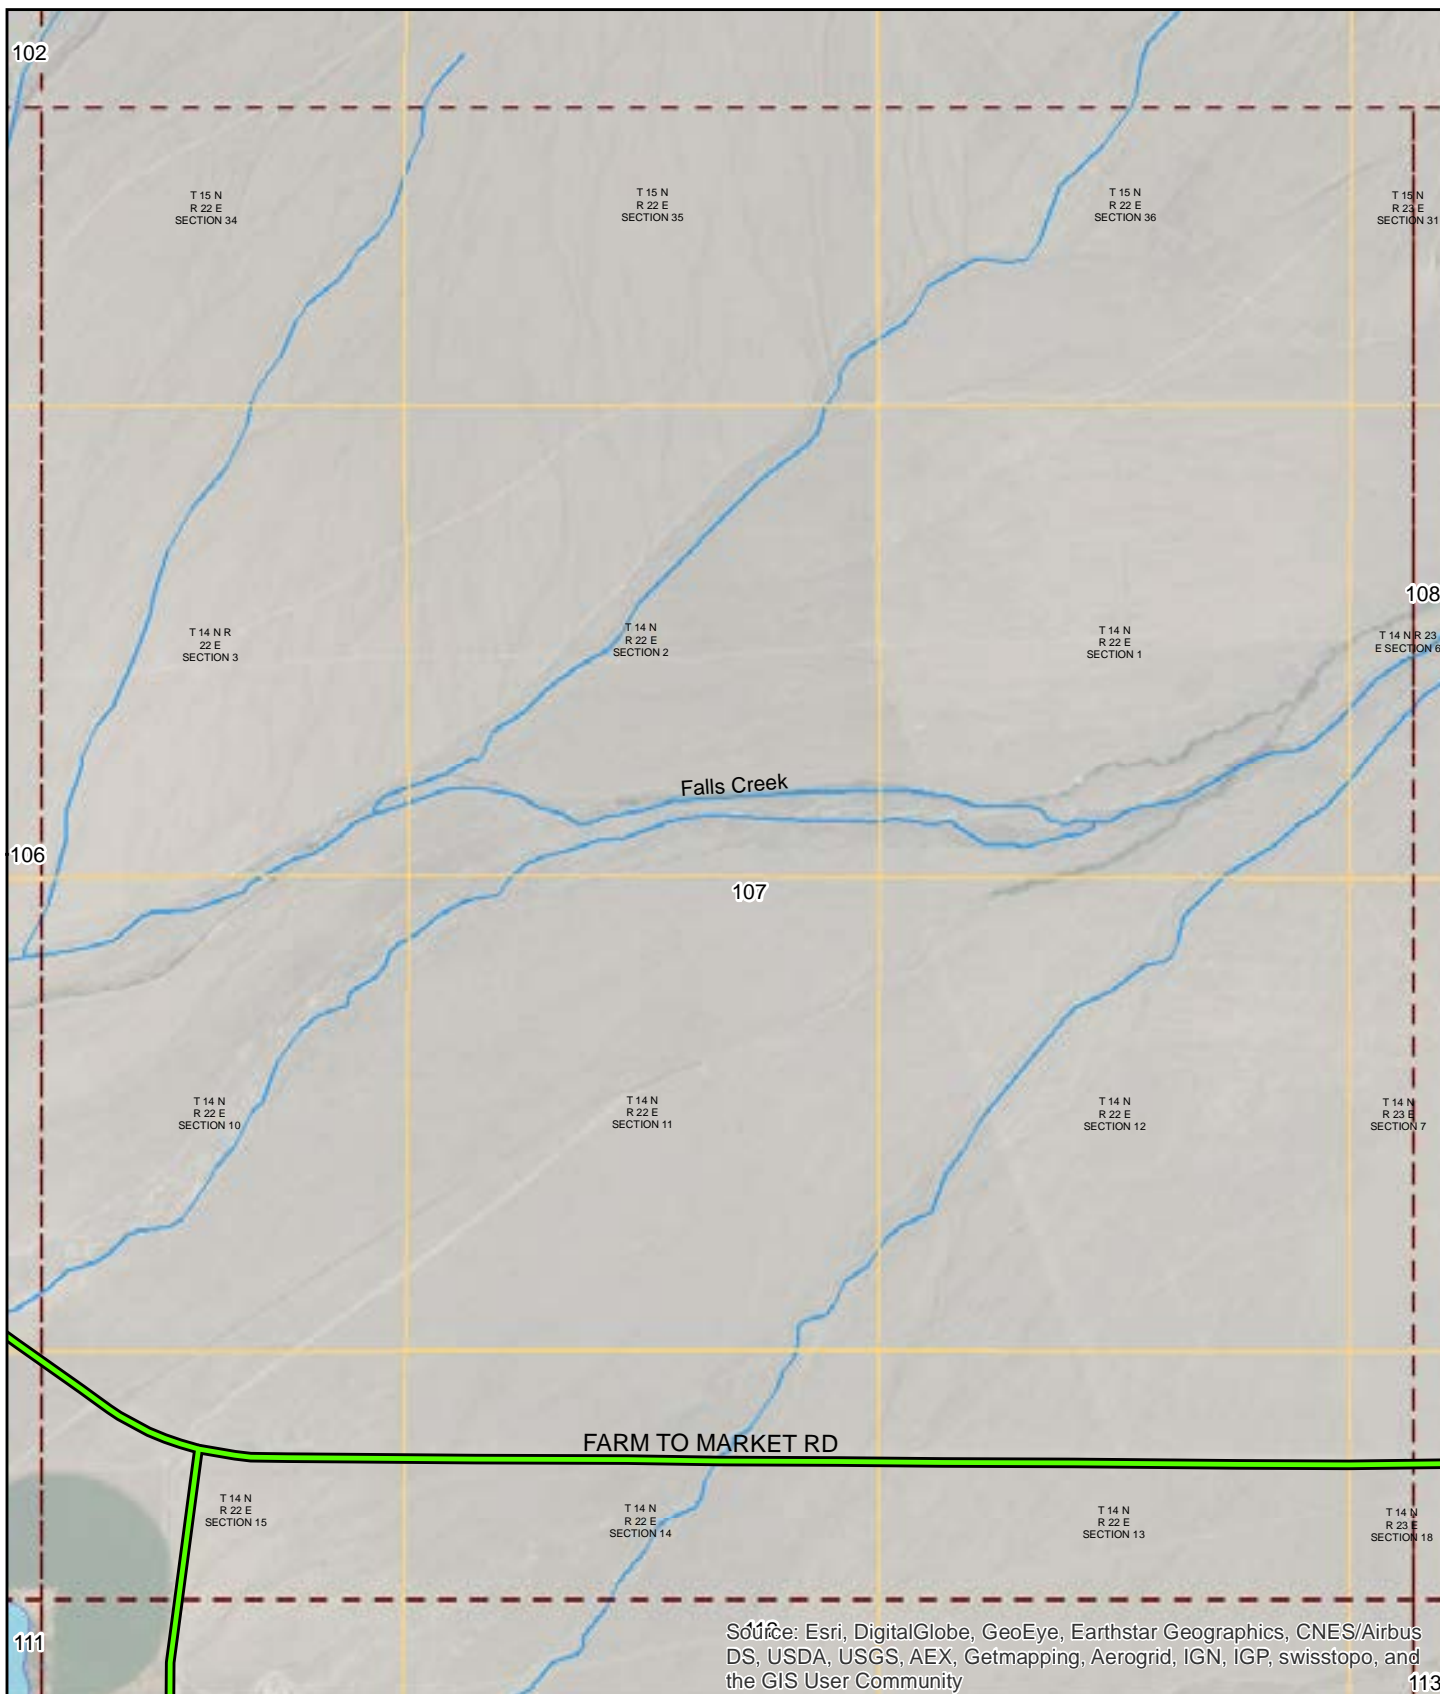 102
T 15 N
R 22 E
SECTION 34
T 15 N
R 22 E
SECTION 35
T 15 N
R 22 E
SECTION 36
T 15 N
R 23 E
SECTION 31
108
T 14 N R
22 E
SECTION 3
T 14 N
R 22 E
SECTION 2
T 14 N
R 22 E
SECTION 1
T 14 N R 23
E SECTION 6
Falls Creek
106
107
T 14 N
R 22 E
SECTION 10
T 14 N
R 22 E
SECTION 11
T 14 N
R 22 E
SECTION 12
T 14 N
R 23 E
SECTION 7
FARM TO MARKET RD
T 14 N
R 22 E
SECTION 15
T 14 N
R 22 E
SECTION 14
T 14 N
R 22 E
SECTION 13
T 14 N
R 23 E
SECTION 18
111
Source: Esri, DigitalGlobe, GeoEye, Earthstar Geographics, CNES/Airbus
DS, USDA, USGS, AEX, Getmapping, Aerogrid, IGN, IGP, swisstopo, and
the GIS User Community
113